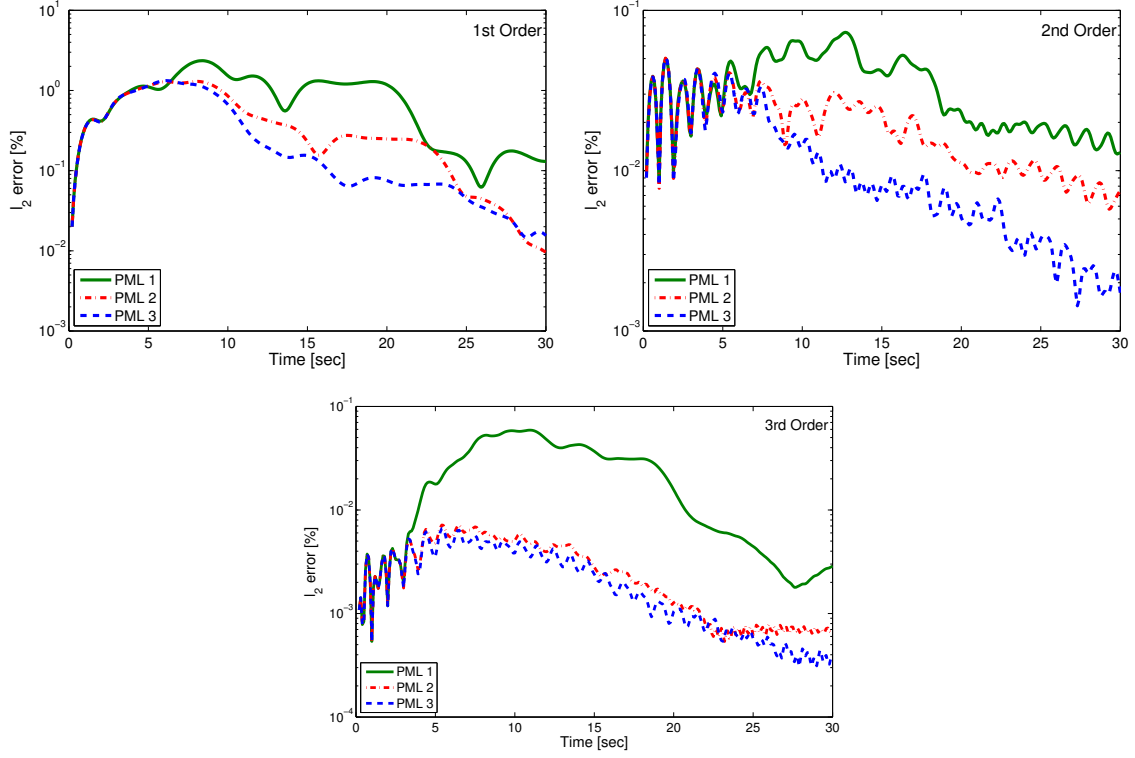 1st Order
10^1
10^0
10^-1
10^-2
10^-3
l_2 error [%]
PML 1
PML 2
PML 3
0 5 10 15 20 25 30
Time [sec]
2nd Order
10^-1
10^-2
10^-3
l_2 error [%]
PML 1
PML 2
PML 3
0 5 10 15 20 25 30
Time [sec]
3rd Order
10^-1
10^-2
10^-3
10^-4
l_2 error [%]
PML 1
PML 2
PML 3
0 5 10 15 20 25 30
Time [sec]